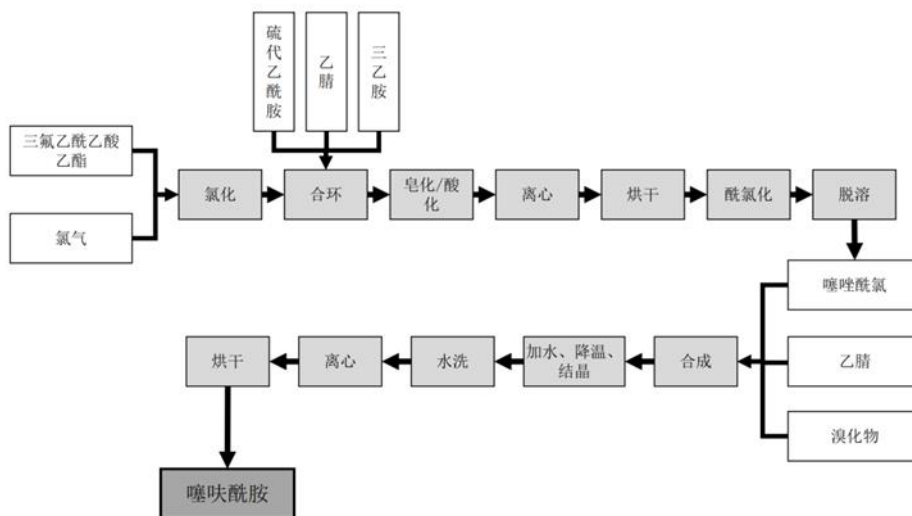 硫代乙酰胺
乙腈
三乙胺
三氟乙酰乙酸
乙酯
氯气
氯化
合环
皂化/酸
化
离心
烘干
酰氯化
脱溶
噻唑酰氯
乙腈
溴化物
合成
加水、降温、
结晶
水洗
离心
烘干
噻呋酰胺